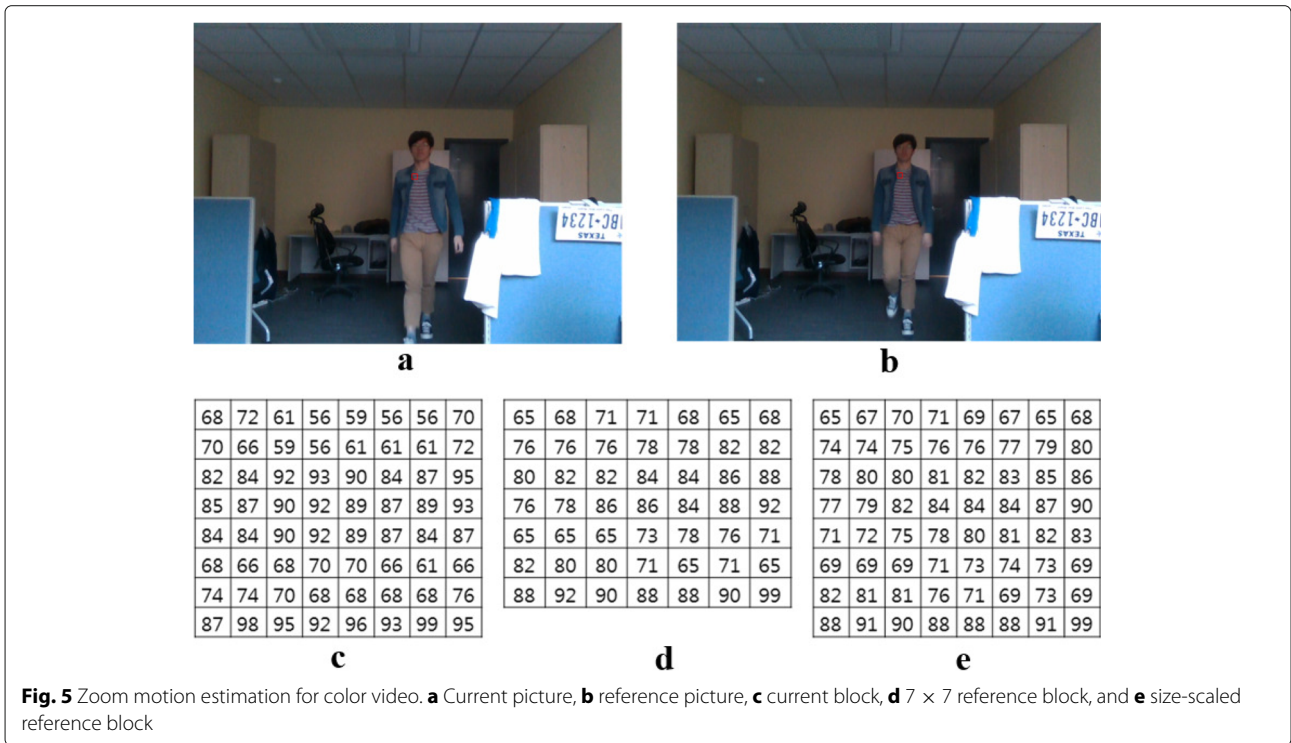 ABC-1234
TEXAS
ABC-1234
TEXAS
a
b
68 72 61 56 59 56 56 70
70 66 59 56 61 61 61 72
82 84 92 93 90 84 87 95
85 87 90 92 89 87 89 93
84 84 90 92 89 87 84 87
68 66 68 70 70 66 61 66
74 74 70 68 68 68 68 76
87 98 95 92 96 93 99 95
c
65 68 71 71 68 65 68
76 76 76 78 78 82 82
80 82 82 84 84 86 88
76 78 86 86 84 88 92
65 65 65 73 78 76 71
82 80 80 71 65 71 65
88 92 90 88 88 90 99
d
65 67 70 71 69 67 65 68
74 74 75 76 76 77 79 80
78 80 80 81 82 83 85 86
77 79 82 84 84 84 87 90
71 72 75 78 80 81 82 83
69 69 69 71 73 74 73 69
82 81 81 76 71 69 73 69
88 91 90 88 88 88 91 99
e
Fig. 5 Zoom motion estimation for color video. a Current picture, b reference picture, c current block, d 7 × 7 reference block, and e size-scaled
reference block